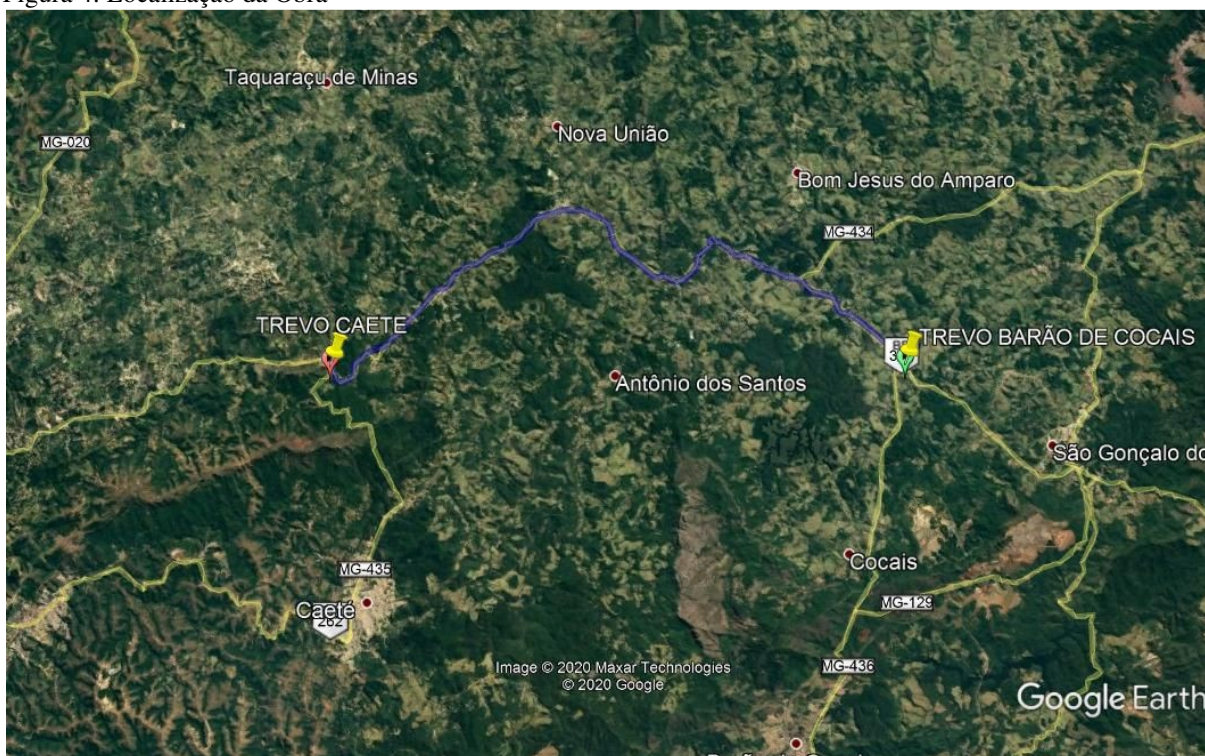 Figura 4: Localização da Obra
Taquaraçu de Minas
MG-020
Nova União
Bom Jesus do Amparo
MG-434
TREVO CAETE
TREVO BARÃO DE COCAIS
Antônio dos Santos
São Gonçalo do
Cocais
MG-435
MG-129
Caeté
262
Image © 2020 Maxar Technologies
© 2020 Google
MG-436
Google Earth